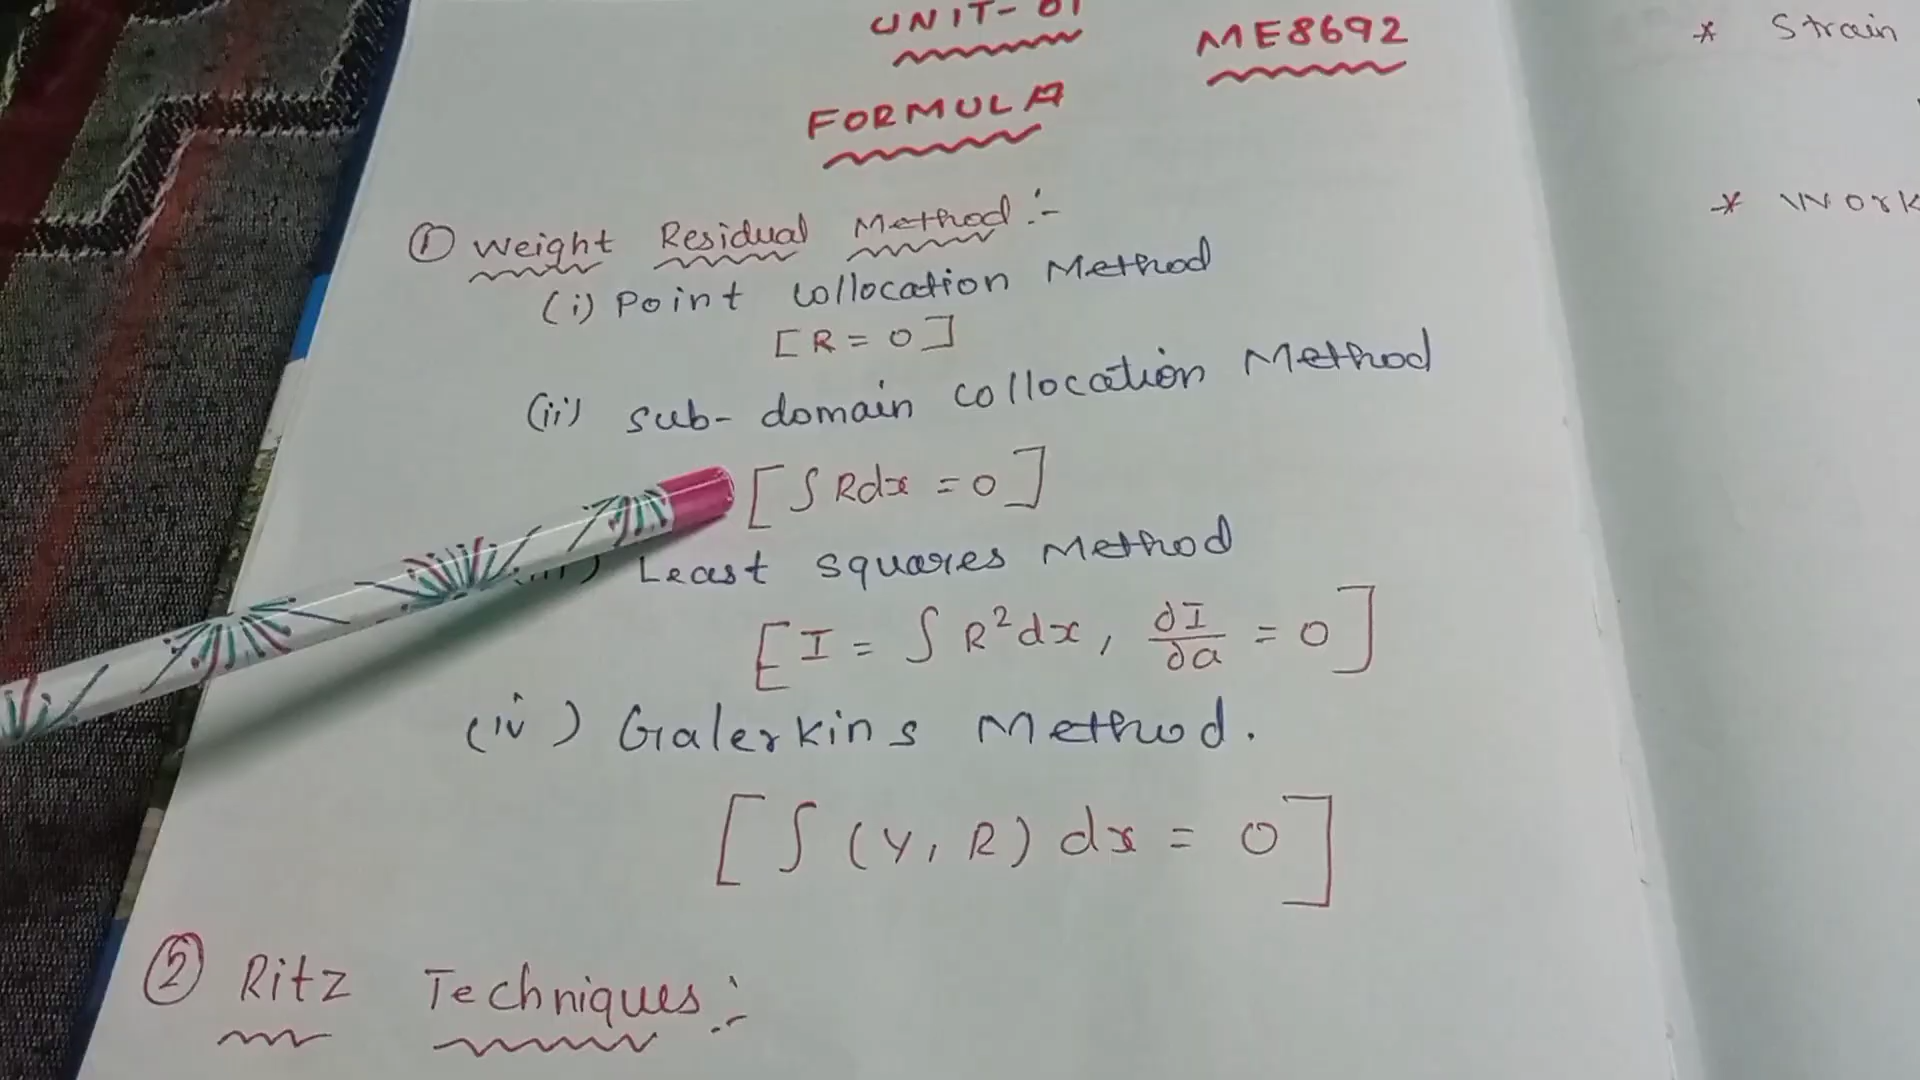 UNIT-01
ME8692
FORMULA
① Weight Residual Method :-
(i) Point Collocation Method
[R = 0]
(ii) Sub-domain collocation Method
[∫ Rdx = 0]
(iii) Least squares Method
[I = ∫ R²dx, ∂I/∂a = 0]
(iv) Galerkins Method.
[∫ (Y, R) dx = 0]
② Ritz Techniques :-
* Strain
* Work